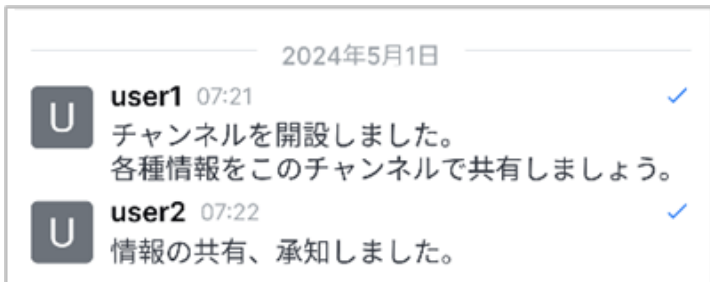 2024年5月1日
U
user1 07:21
チャンネルを開設しました。
各種情報をこのチャンネルで共有しましょう。
U
user2 07:22
情報の共有、承知しました。